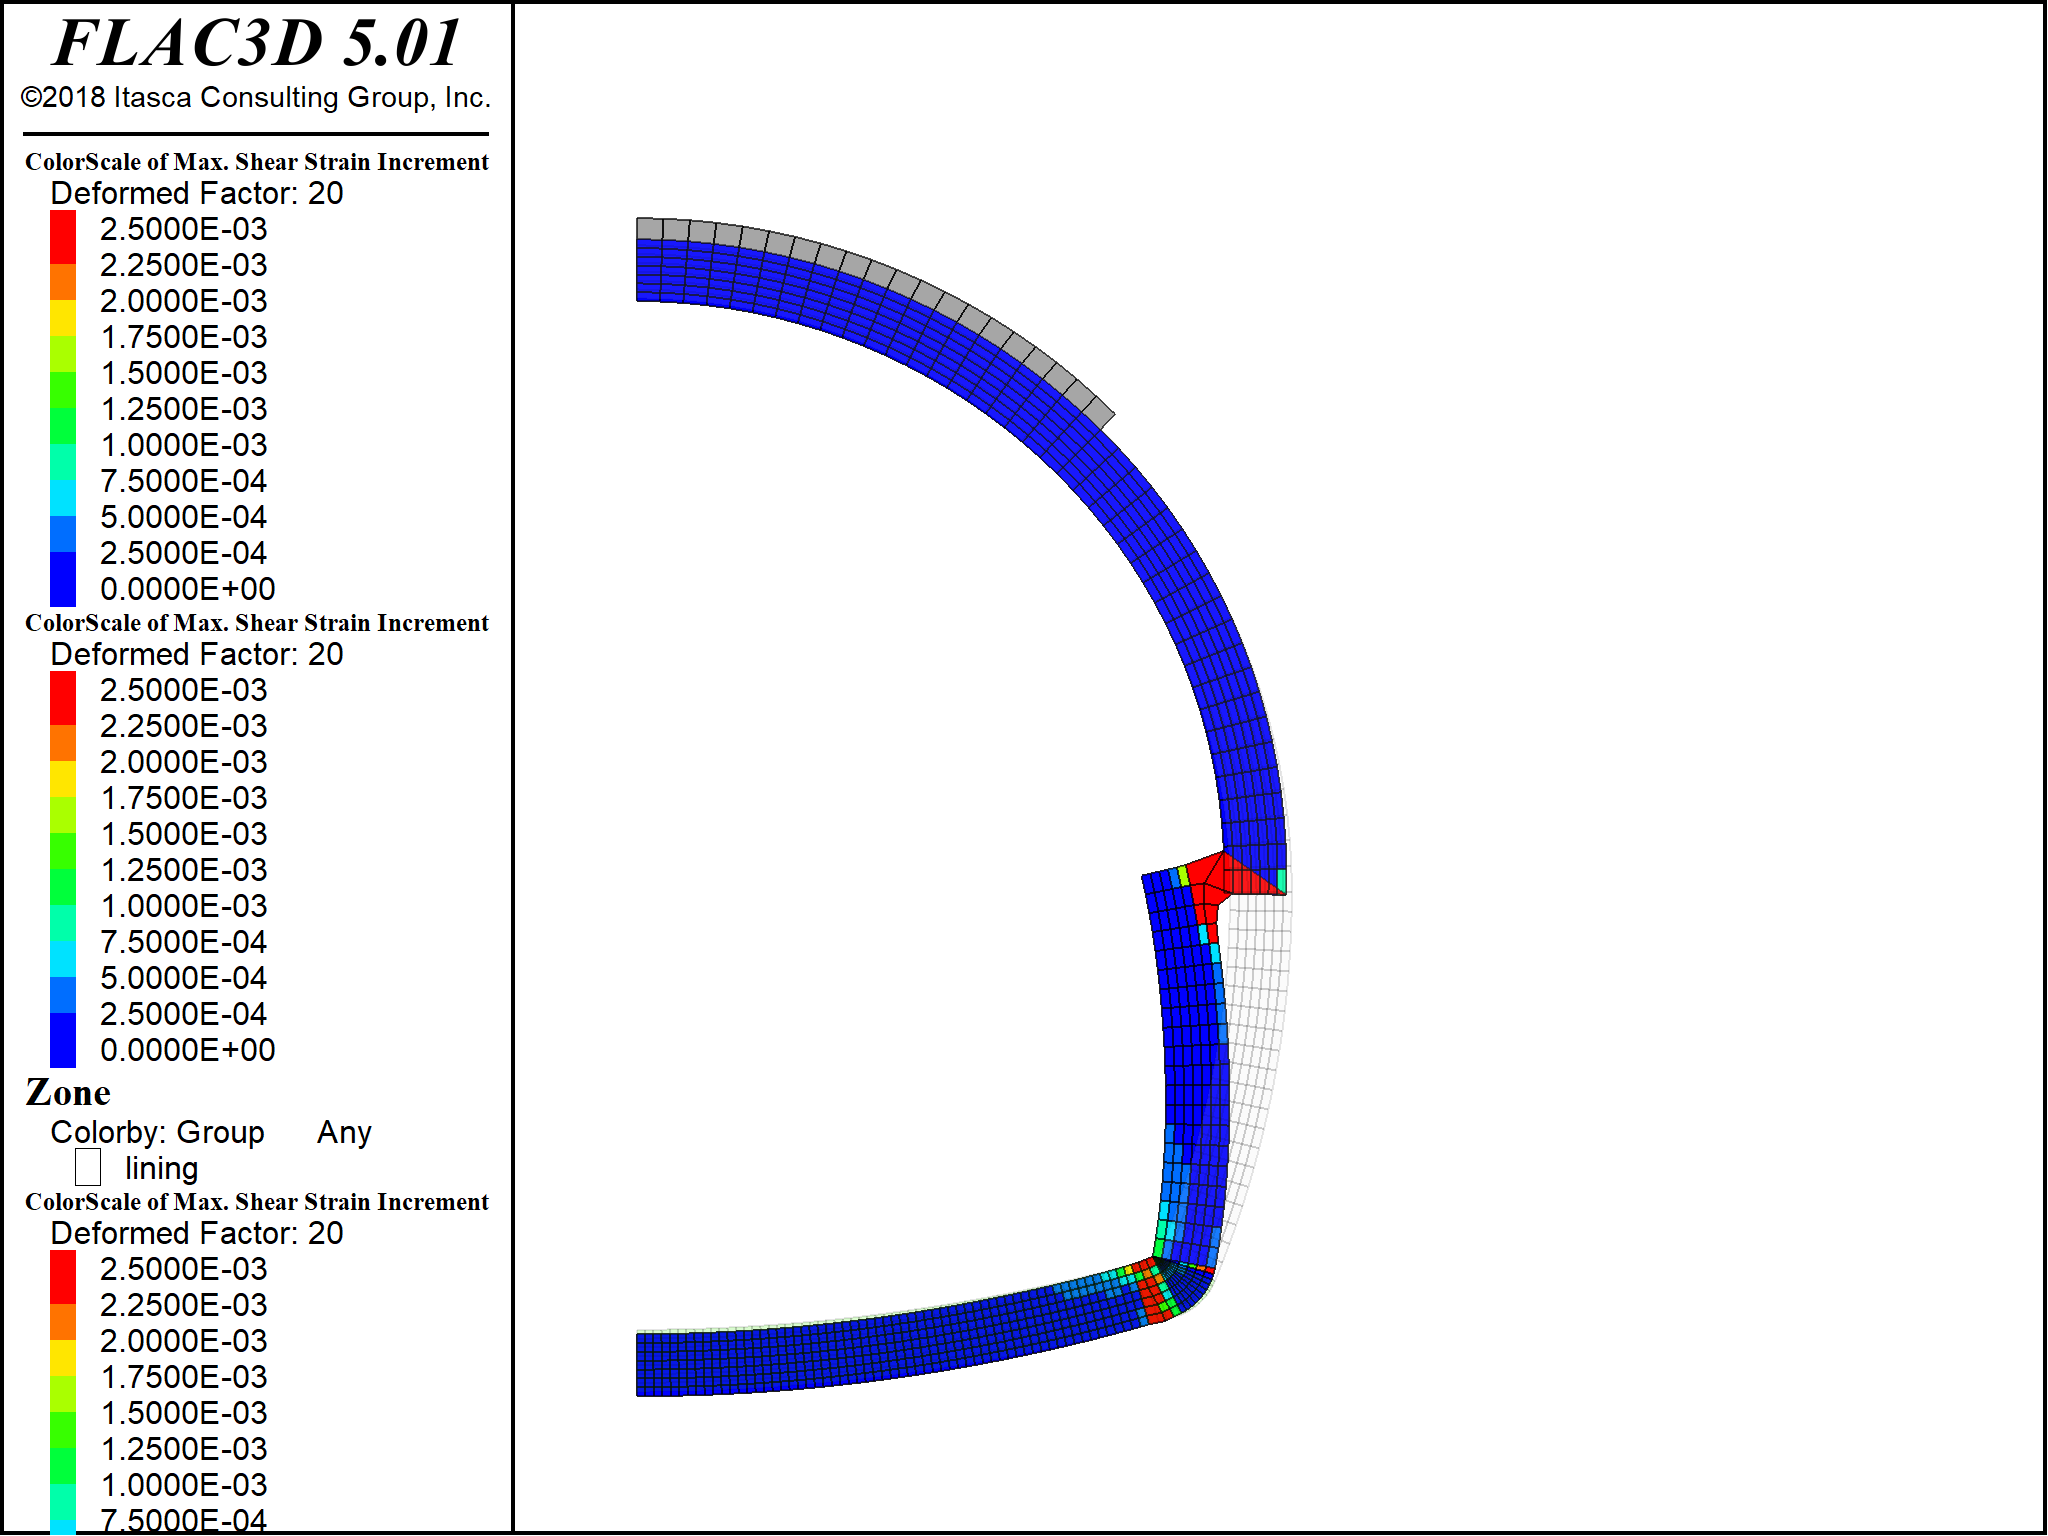 FLAC3D 5.01
©2018 Itasca Consulting Group, Inc.
ColorScale of Max. Shear Strain Increment
Deformed Factor: 20
2.5000E-03
2.2500E-03
2.0000E-03
1.7500E-03
1.5000E-03
1.2500E-03
1.0000E-03
7.5000E-04
5.0000E-04
2.5000E-04
0.0000E+00
ColorScale of Max. Shear Strain Increment
Deformed Factor: 20
2.5000E-03
2.2500E-03
2.0000E-03
1.7500E-03
1.5000E-03
1.2500E-03
1.0000E-03
7.5000E-04
5.0000E-04
2.5000E-04
0.0000E+00
Zone
Colorby: Group Any
lining
ColorScale of Max. Shear Strain Increment
Deformed Factor: 20
2.5000E-03
2.2500E-03
2.0000E-03
1.7500E-03
1.5000E-03
1.2500E-03
1.0000E-03
7.5000E-04